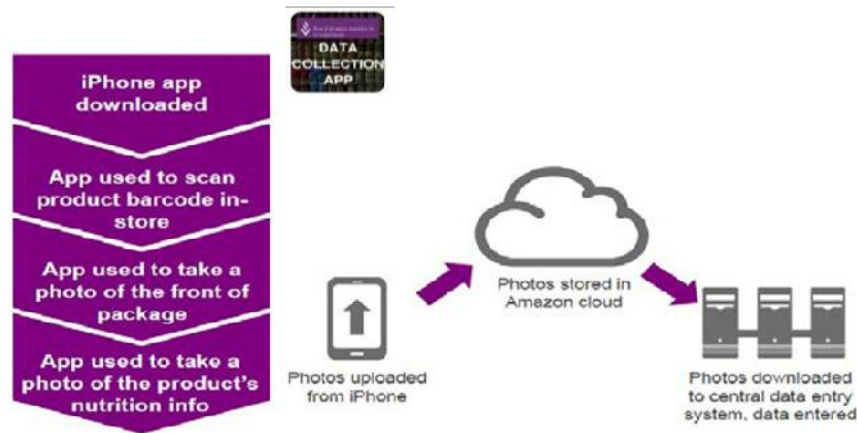 DATA
COLLECTION
APP
iPhone app
downloaded
App used to scan
product barcode in-
store
App used to take a
photo of the front of
package
App used to take a
photo of the product's
nutrition info
Photos uploaded
from iPhone
Photos stored in
Amazon cloud
Photos downloaded
to central data entry
system, data entered